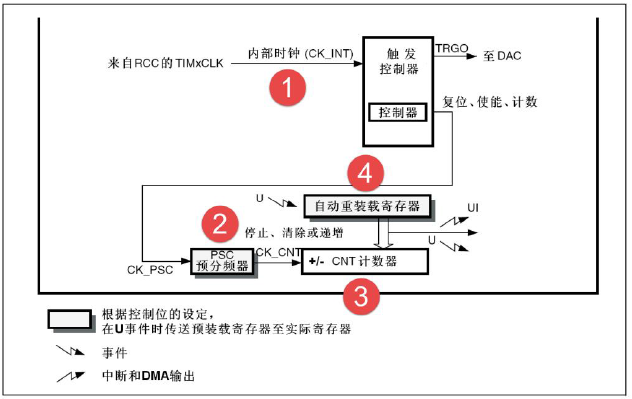 内部时钟 (CK_INT)
来自RCC的TIMxCLK
1
触 发
控制器
TRGO
至DAC
控制器
复位、使能、计数
4
U
自动重装载寄存器
UI
U
2
停止、清除或递增
CK_PSC
PSC
预分频器
CK_CNT
+/- CNT 计数器
3
根据控制位的设定，
在U事件时传送预装载寄存器至实际寄存器
事件
中断和DMA输出